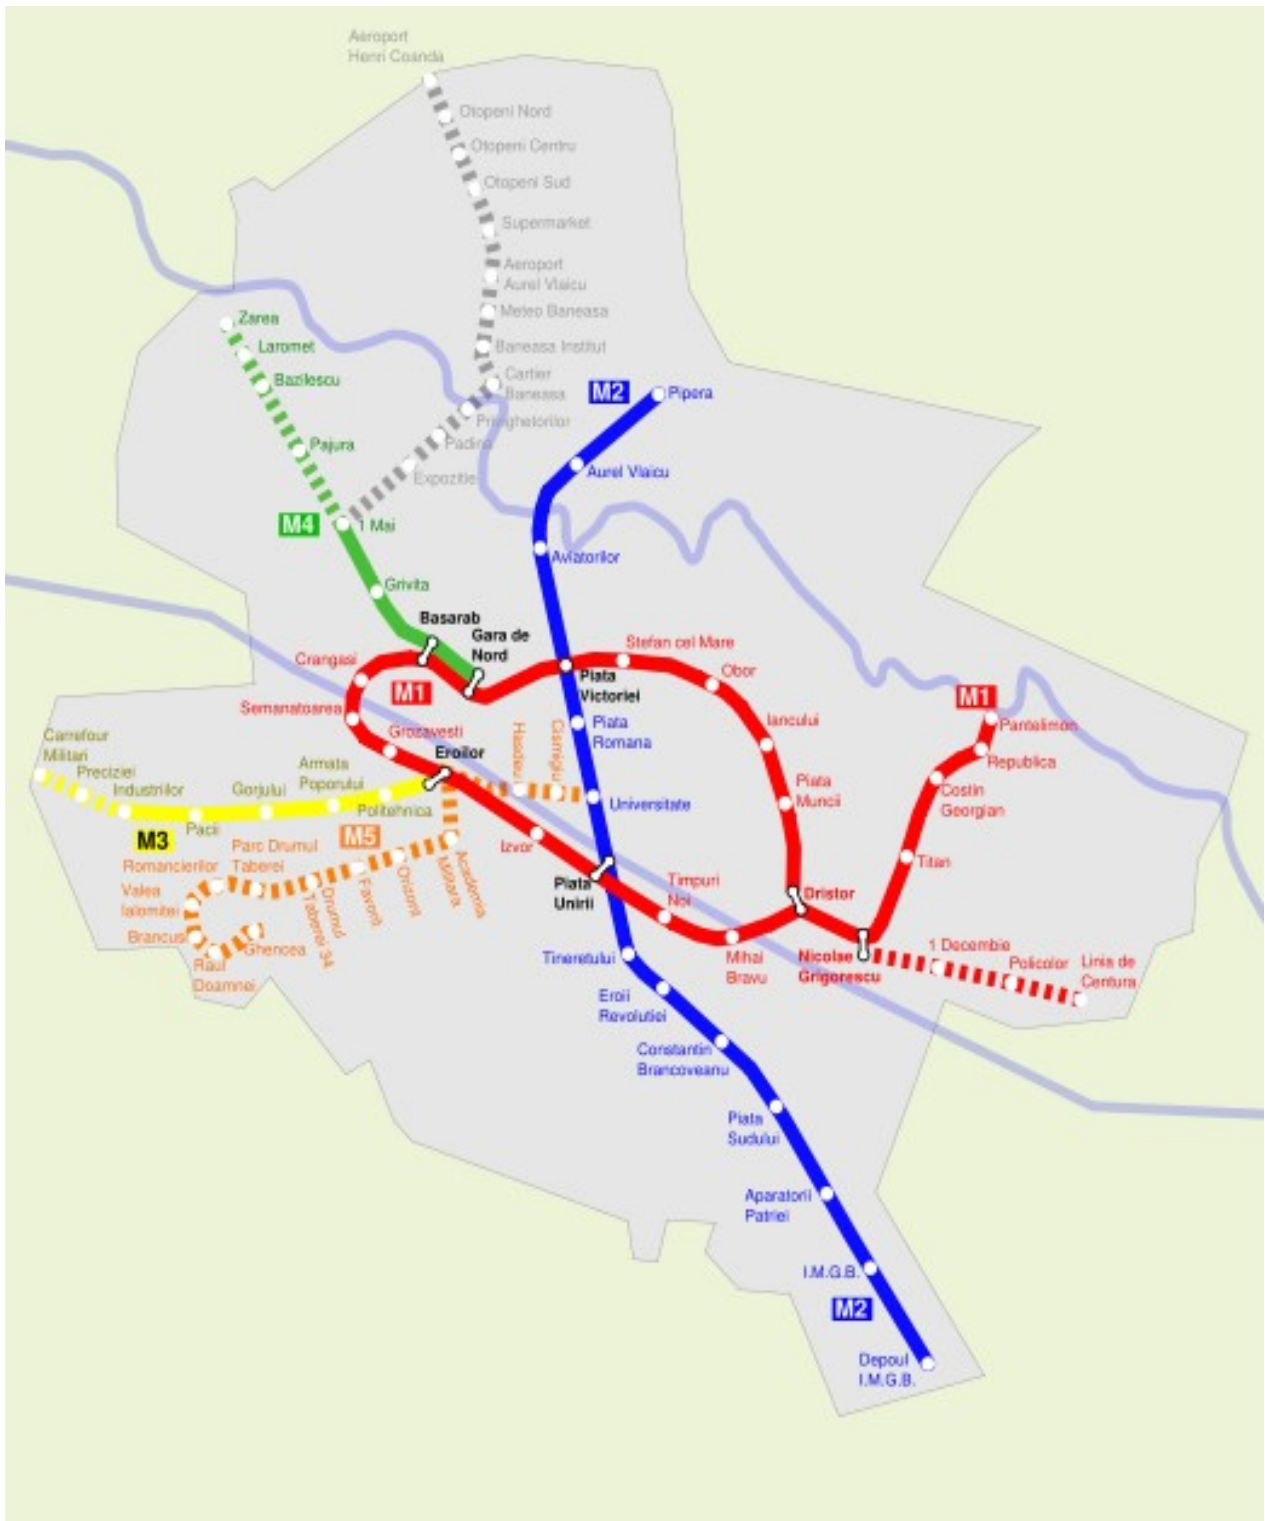 Aeroport
Henri Coanda
Otopeni Nord
Otopeni Centru
Otopeni Sud
Supermarket
Aeroport
Aurel Vlaicu
Meteo Baneasa
Baneasa Institut
Cartier
Baneasa
Padina
Expozitie
Zarea
Laromet
Bazilescu
Pajura
M4
1 Mai
Grivita
M2
Pipera
Aurel Vlaicu
Aviatorilor
Basarab
Gara de
Nord
Crangasi
M1
Semanatoarea
Grozavesti
Eroilor
Stefan cel Mare
Piata
Victoriei
Obor
Piata
Romana
Iancului
M1
Pantelimon
Republica
Costin
Georgian
Piata
Muncii
Titan
Universitate
Carrefour
Militari
Preciziei
Industriilor
Pacii
Gorjului
Armata
Poporului
Politehnica
M3
M5
Romancierilor
Parc Drumul
Taberei
Valea
Ialomitei
Brancusi
Raul
Doamnei
Ghencea
Drumul
Taberei 34
Favorit
Orizont
Academia
Militara
Hasdeu
Cismigiu
Izvor
Piata
Unirii
Timpuri
Noi
Mihai
Bravu
Dristor
Nicolae
Grigorescu
1 Decembie
Policolor
Linia de
Centura
Tineretului
Eroii
Revolutiei
Constantin
Brancoveanu
Piata
Sudului
Aparatorii
Patriei
I.M.G.B.
M2
Depoul
I.M.G.B.